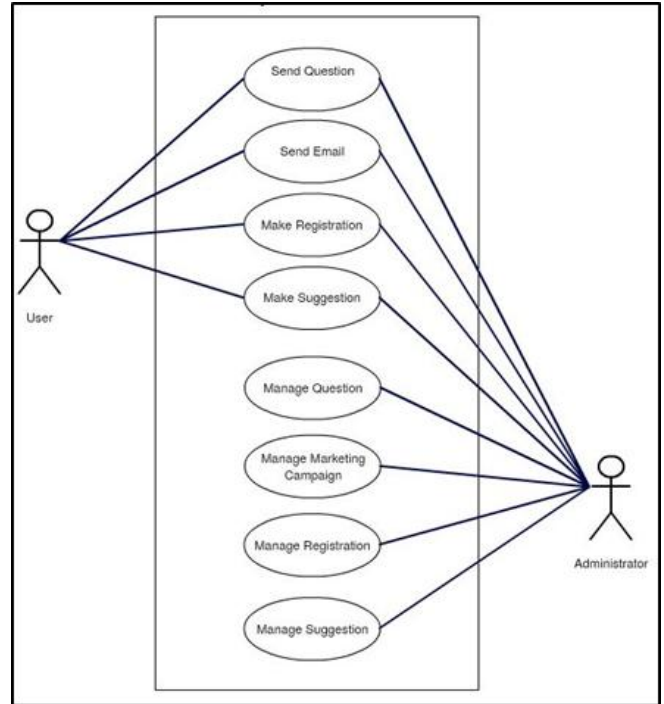 Send Question
Send Email
Make Registration
Make Suggestion
User
Manage Question
Manage Marketing
Campaign
Manage Registration
Administrator
Manage Suggestion